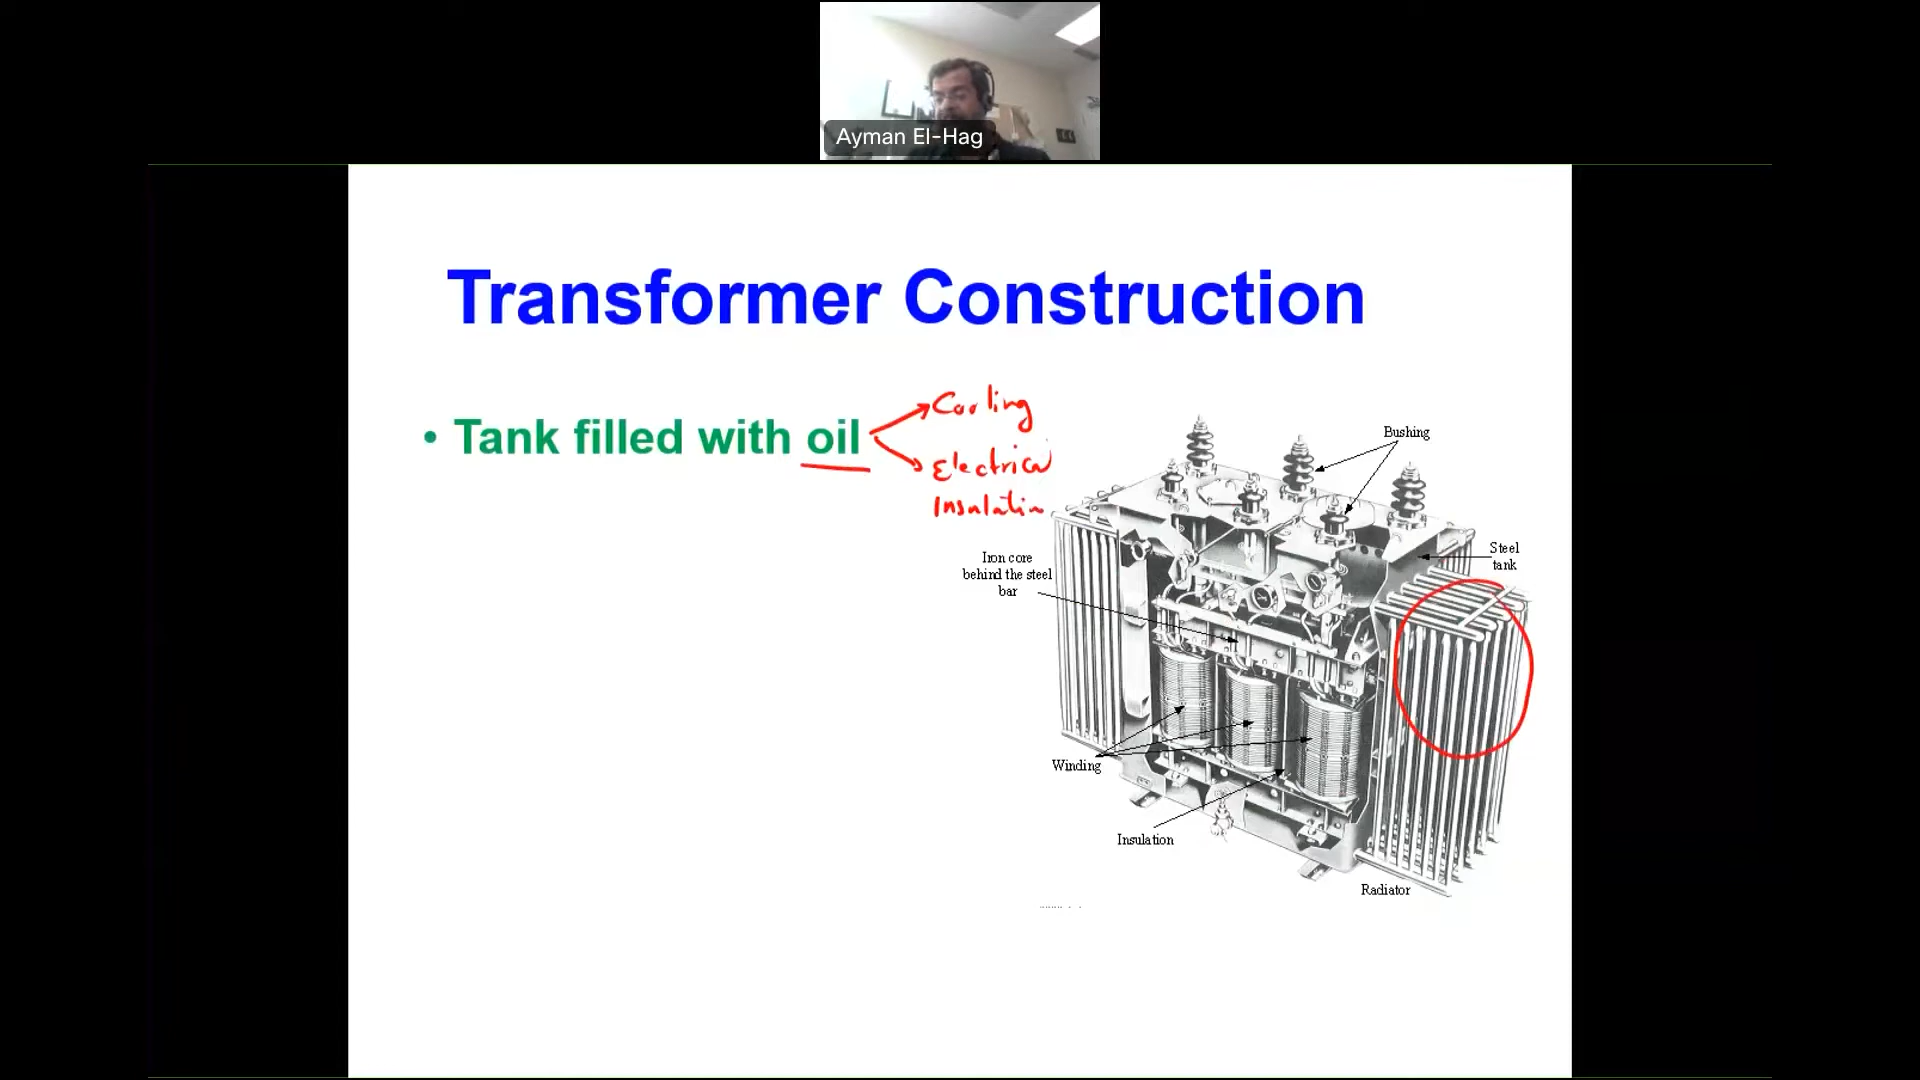 Ayman El-Hag
Transformer Construction
• Tank filled with oil
Cooling
Electrical
Insulation
Bushing
Iron core
behind the steel
bar
Steel
tank
Winding
Insulation
Radiator